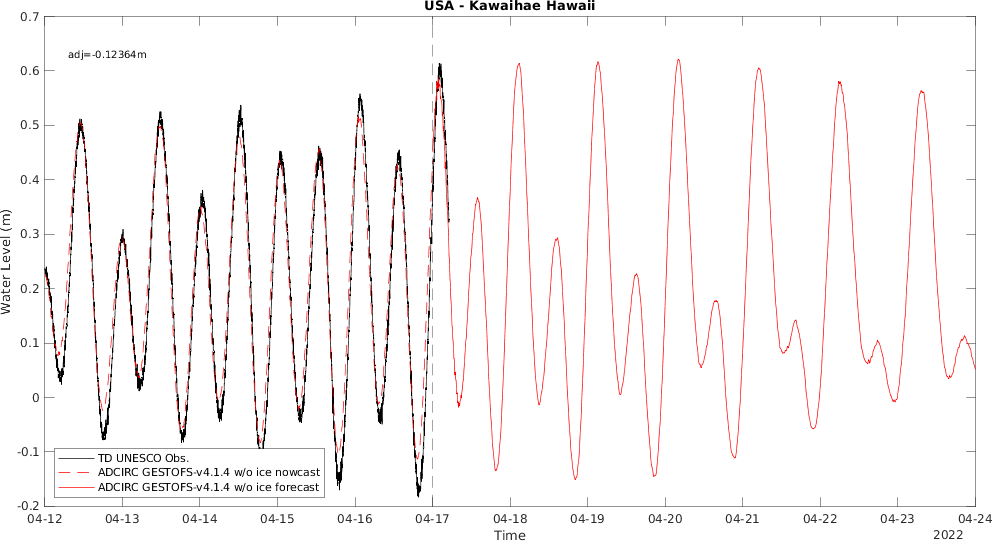 USA - Kawaihae Hawaii
adj=-0.12364m
Water Level (m)
0.7
0.6
0.5
0.4
0.3
0.2
0.1
0
-0.1
-0.2
TD UNESCO Obs.
ADCIRC GESTOFS-v4.1.4 w/o ice nowcast
ADCIRC GESTOFS-v4.1.4 w/o ice forecast
04-12 04-13 04-14 04-15 04-16 04-17 04-18 04-19 04-20 04-21 04-22 04-23 04-24
Time
2022